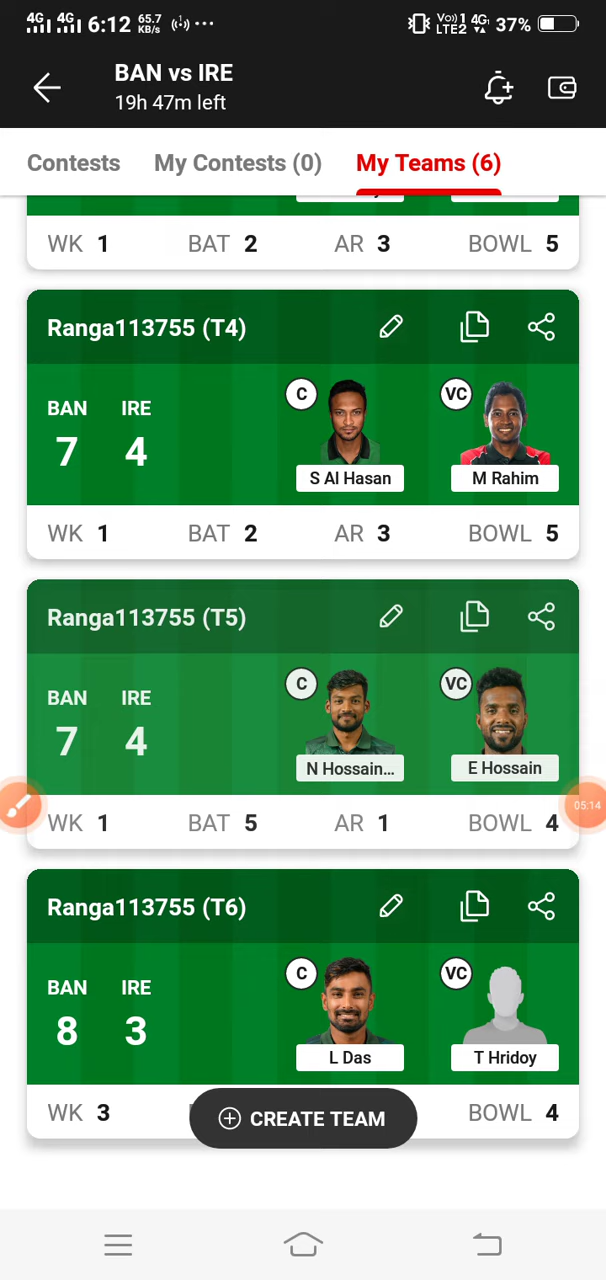 4G 4G 6:12 65.7 KB/s ... Vo)) 1 LTE2 4G 37%
BAN vs IRE
19h 47m left
Contests My Contests (0) My Teams (6)
WK 1 BAT 2 AR 3 BOWL 5
Ranga113755 (T4)
BAN IRE C VC
7 4
S Al Hasan M Rahim
WK 1 BAT 2 AR 3 BOWL 5
Ranga113755 (T5)
BAN IRE C VC
7 4
N Hossain... E Hossain
05:14
WK 1 BAT 5 AR 1 BOWL 4
Ranga113755 (T6)
BAN IRE C VC
8 3
L Das T Hridoy
WK 3 BOWL 4
CREATE TEAM